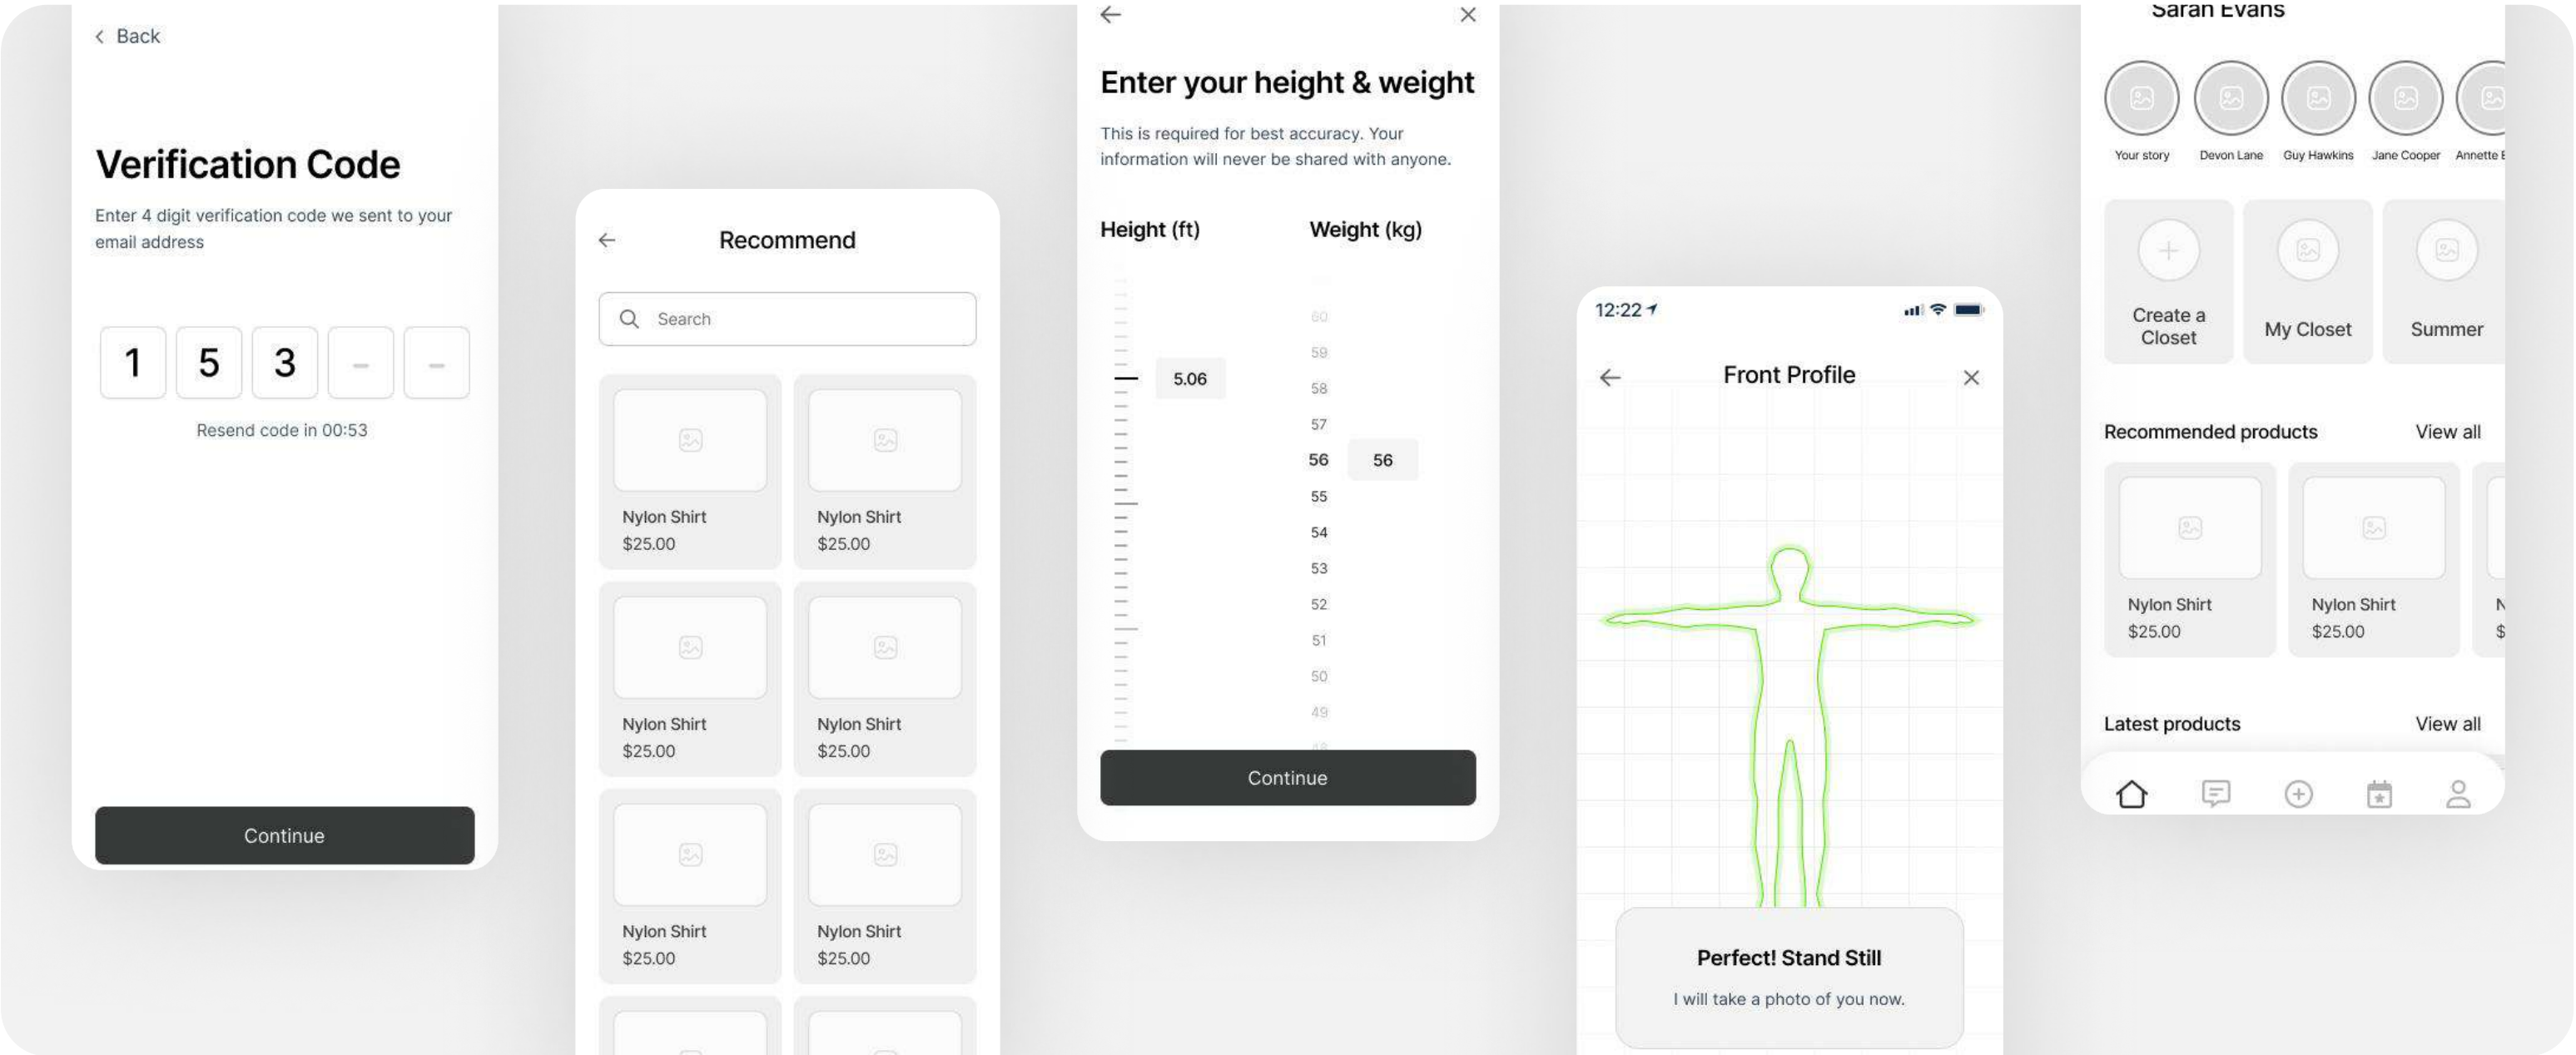 Back
Verification Code
Enter 4 digit verification code we sent to your
email address
1 5 3 – –
Resend code in 00:53
Continue
Recommend
Search
Nylon Shirt
$25.00
Nylon Shirt
$25.00
Nylon Shirt
$25.00
Nylon Shirt
$25.00
Nylon Shirt
$25.00
Nylon Shirt
$25.00
Enter your height & weight
This is required for best accuracy. Your
information will never be shared with anyone.
Height (ft)
5.06
Weight (kg)
60
59
58
57
56 56
55
54
53
52
51
50
49
48
Continue
12:22
Front Profile
Perfect! Stand Still
I will take a photo of you now.
Sarah Evans
Your story
Devon Lane
Guy Hawkins
Jane Cooper
Annette
Create a
Closet
My Closet
Summer
Recommended products
View all
Nylon Shirt
$25.00
Nylon Shirt
$25.00
N
$
Latest products
View all